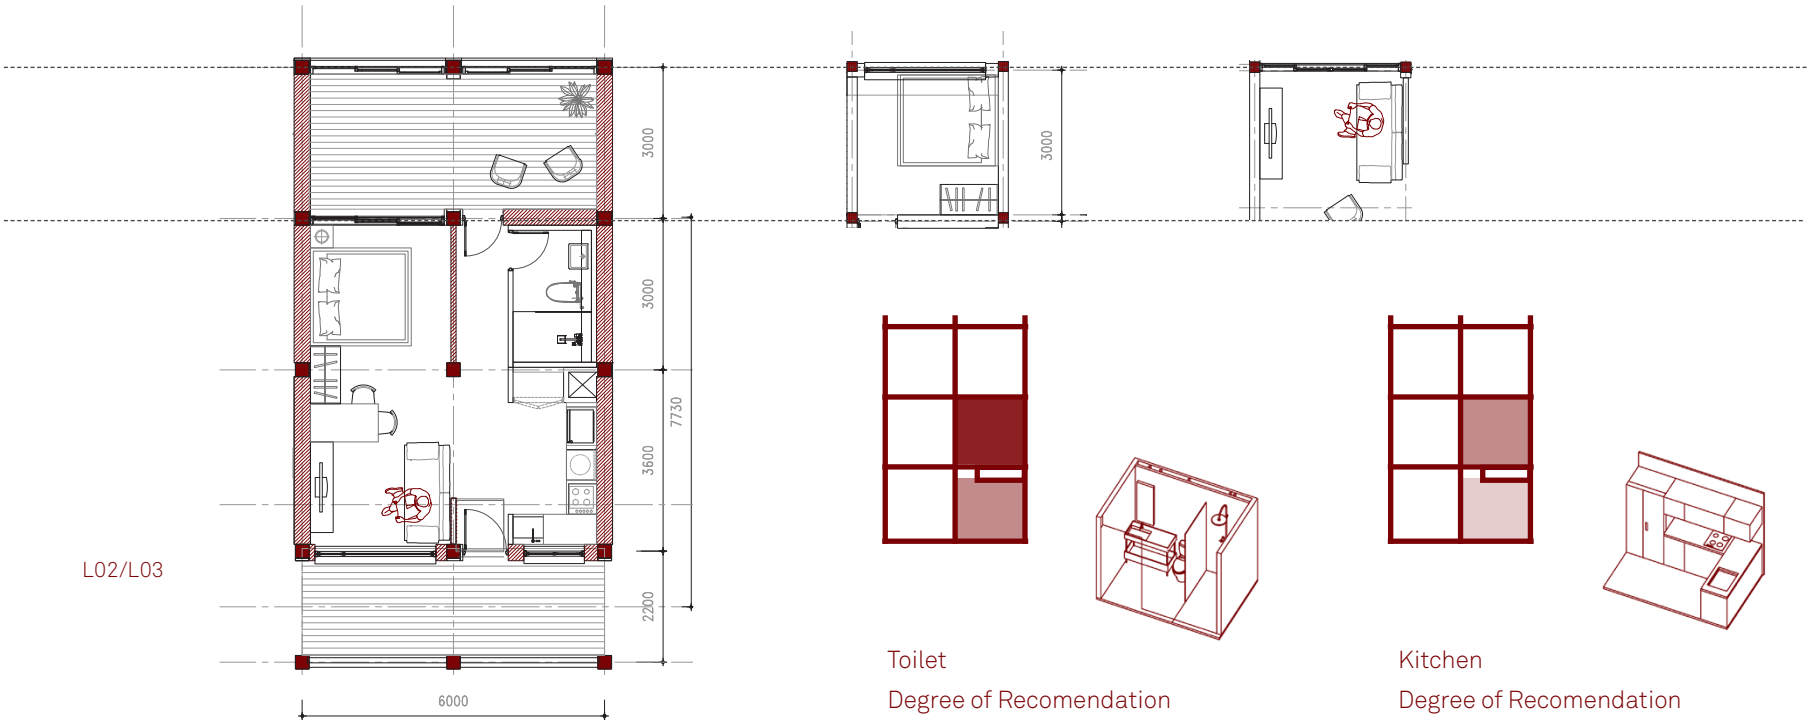 3000
3000
3000
7730
3600
L02/L03
2200
6000
Toilet
Degree of Recomendation
Kitchen
Degree of Recomendation